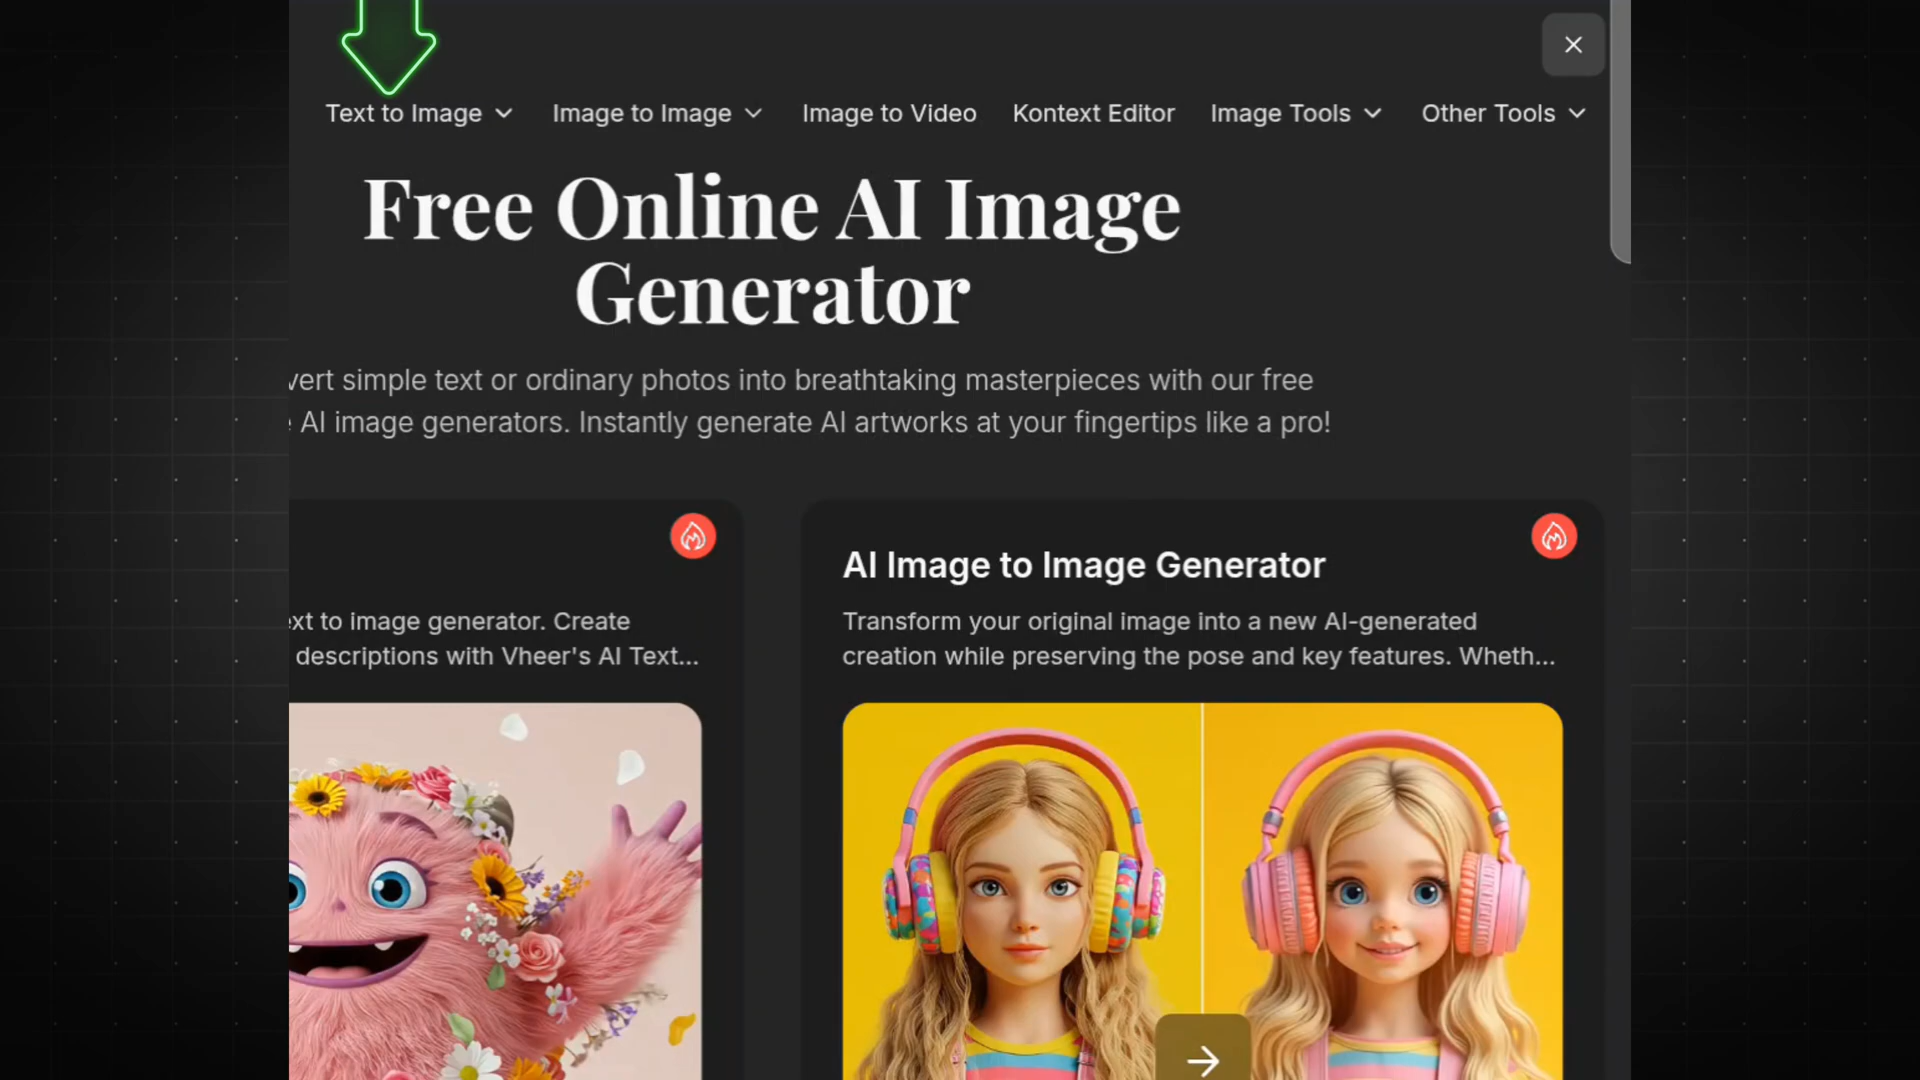 Text to Image Image to Image Image to Video Kontext Editor Image Tools Other Tools
Free Online AI Image
Generator
vert simple text or ordinary photos into breathtaking masterpieces with our free
AI image generators. Instantly generate AI artworks at your fingertips like a pro!
AI Image to Image Generator
xt to image generator. Create
descriptions with Vheer's AI Text...
Transform your original image into a new AI-generated
creation while preserving the pose and key features. Wheth...